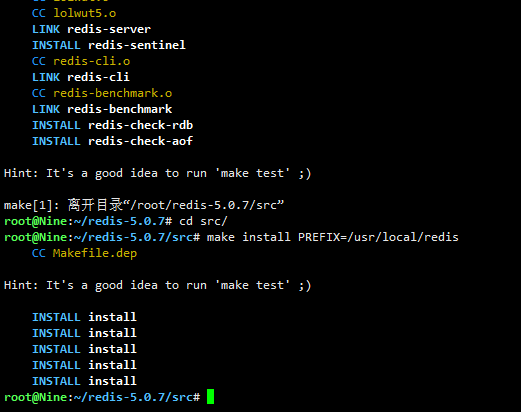 CC lolwut5.o
LINK redis-server
INSTALL redis-sentinel
CC redis-cli.o
LINK redis-cli
CC redis-benchmark.o
LINK redis-benchmark
INSTALL redis-check-rdb
INSTALL redis-check-aof
Hint: It's a good idea to run 'make test' ;)
make[1]: 离开目录“/root/redis-5.0.7/src”
root@Nine:~/redis-5.0.7# cd src/
root@Nine:~/redis-5.0.7/src# make install PREFIX=/usr/local/redis
CC Makefile.dep
Hint: It's a good idea to run 'make test' ;)
INSTALL install
INSTALL install
INSTALL install
INSTALL install
INSTALL install
root@Nine:~/redis-5.0.7/src#